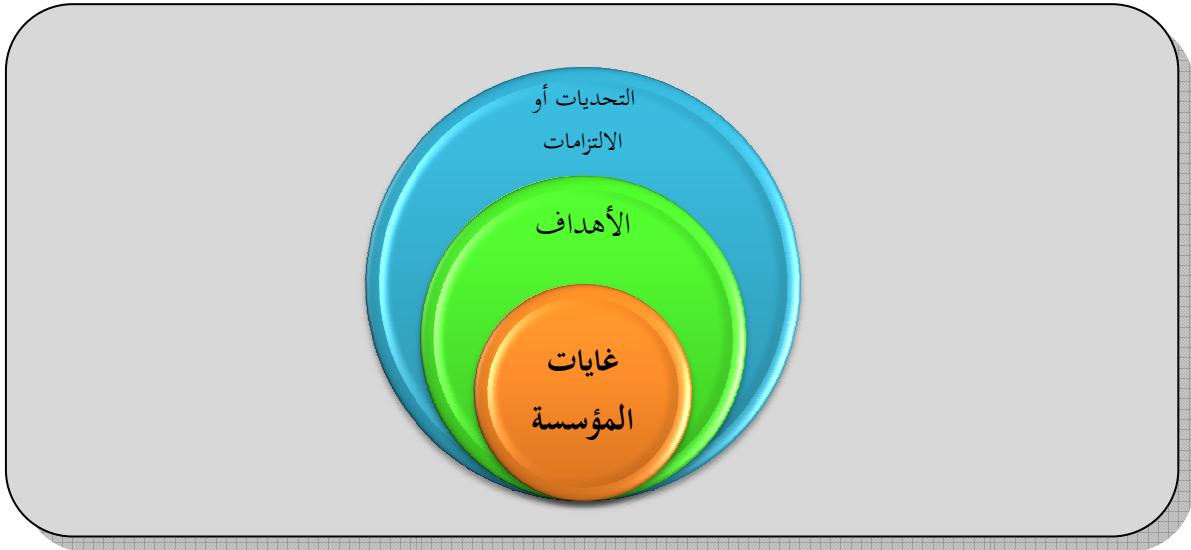 التحديات أو
الالتزامات
الأهداف
غايات
المؤسسة